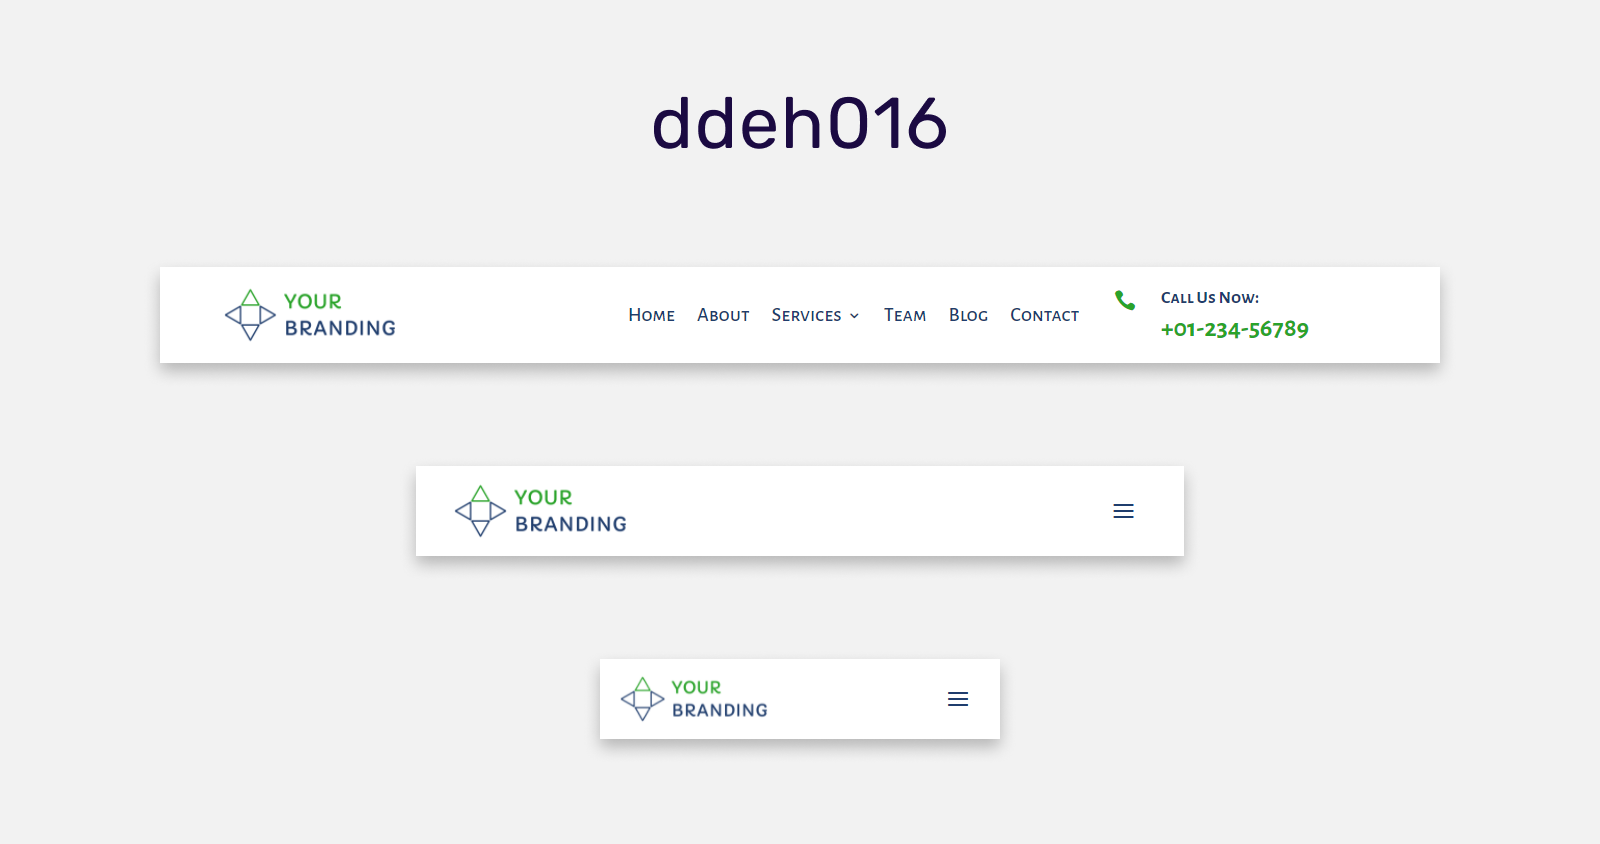 ddeh016
YOUR
BRANDING
Home About Services Team Blog Contact
Call Us Now:
+01-234-56789
YOUR
BRANDING
YOUR
BRANDING